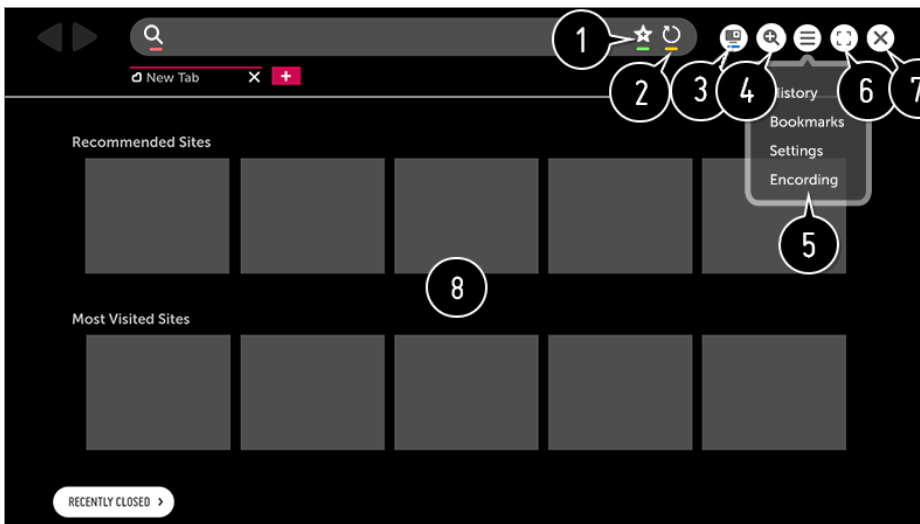 1
2
3
4
6
7
New Tab
History
Bookmarks
Settings
Encording
5
Recommended Sites
8
Most Visited Sites
RECENTLY CLOSED >